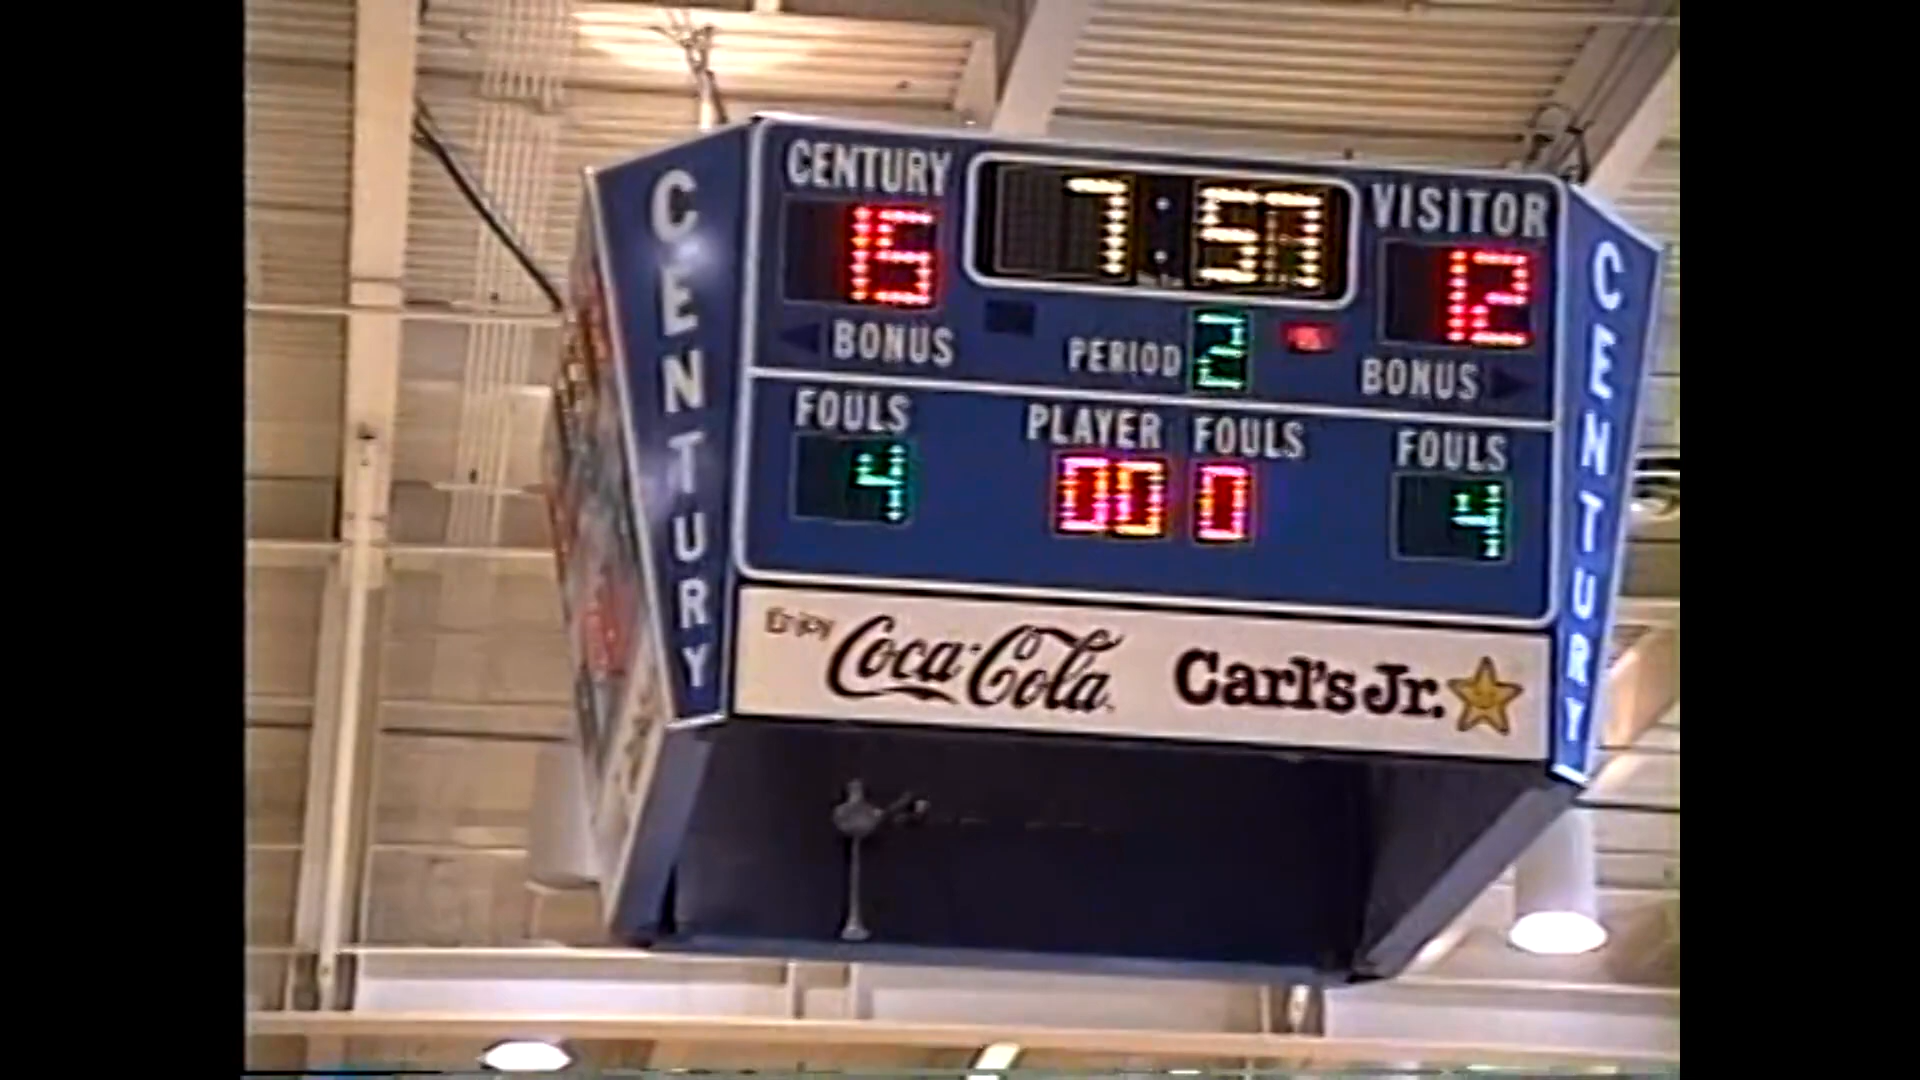 CENTURY
CENTURY
7:53
VISITOR
15
12
BONUS
PERIOD 2
BONUS
FOULS
PLAYER FOULS
FOULS
4
00 0
4
Enjoy Coca-Cola
Carl's Jr.
CENTURY